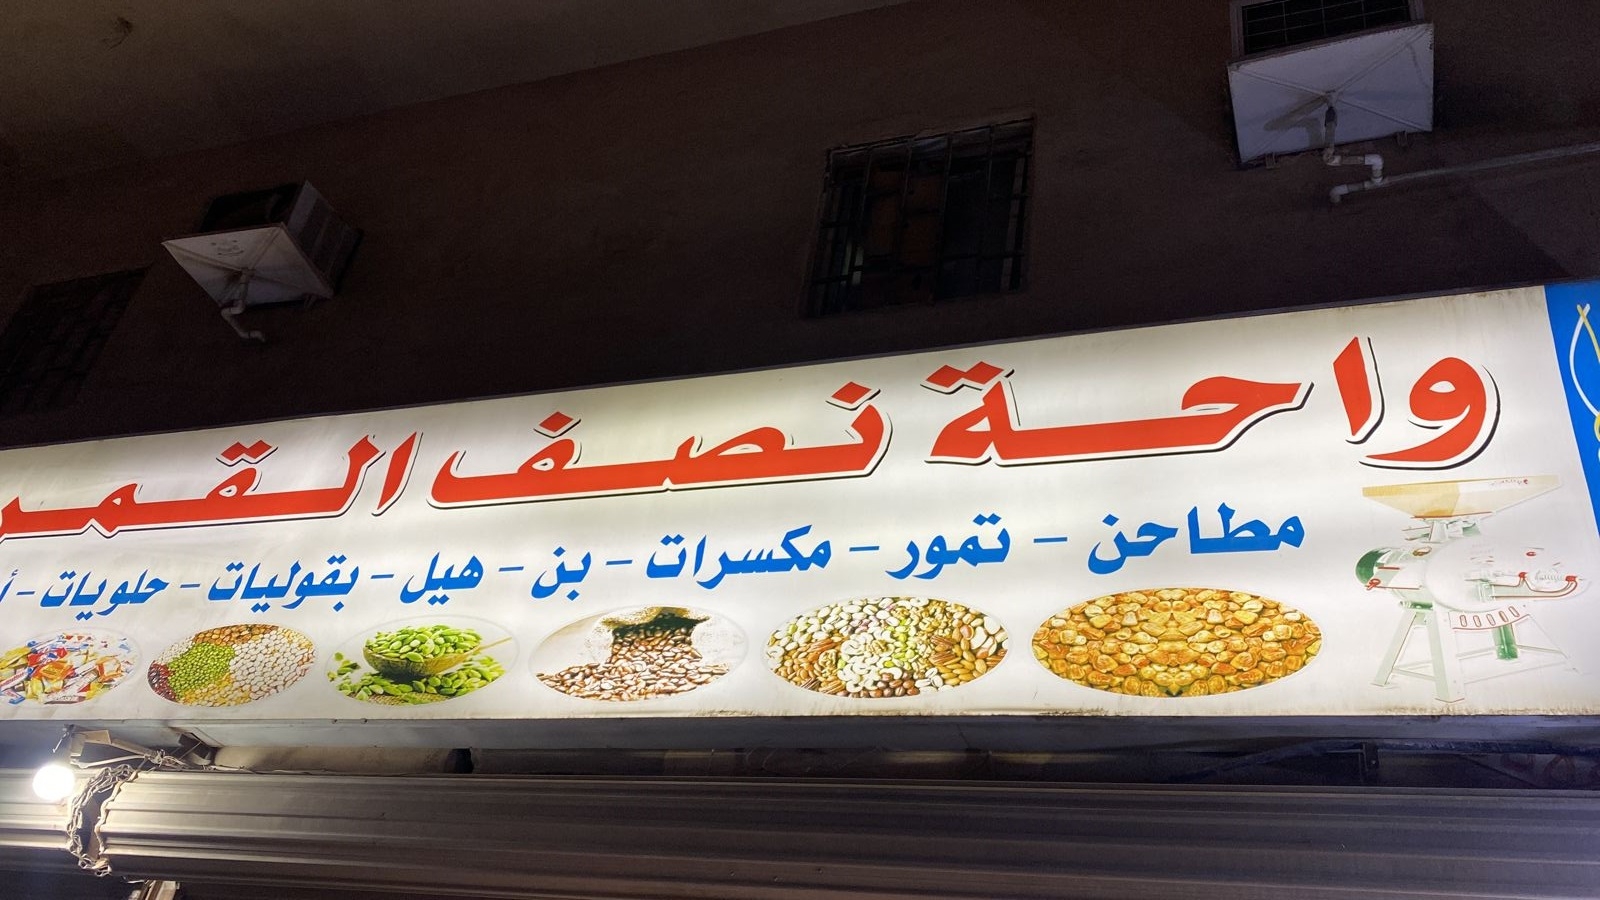 واحة نصف القمر
مطاحن - تمور - مكسرات - بن - هيل - بقوليات - حلويات -